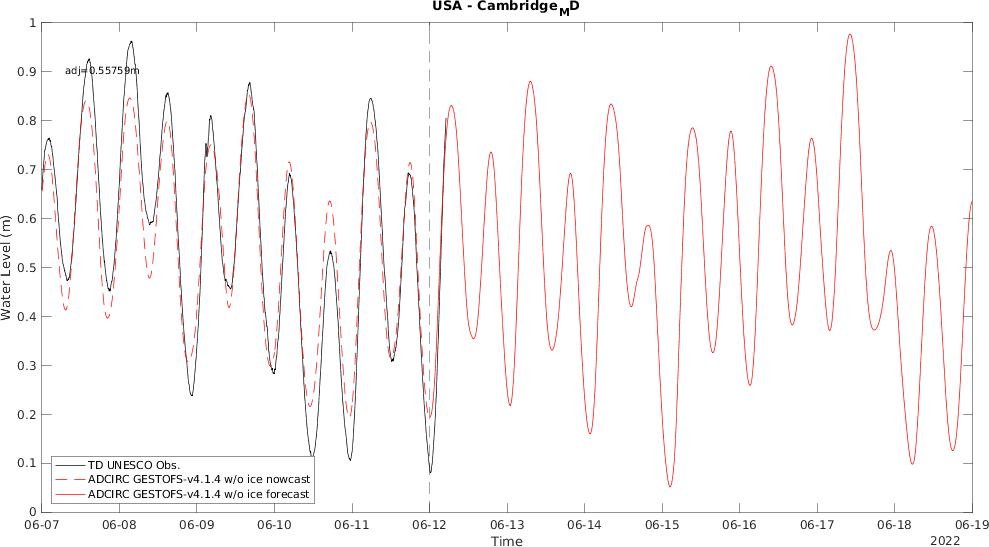 USA - Cambridge_MD
adj=0.55759m
Water Level (m)
1
0.9
0.8
0.7
0.6
0.5
0.4
0.3
0.2
0.1
0
TD UNESCO Obs.
ADCIRC GESTOFS-v4.1.4 w/o ice nowcast
ADCIRC GESTOFS-v4.1.4 w/o ice forecast
06-07 06-08 06-09 06-10 06-11 06-12 06-13 06-14 06-15 06-16 06-17 06-18 06-19
Time
2022